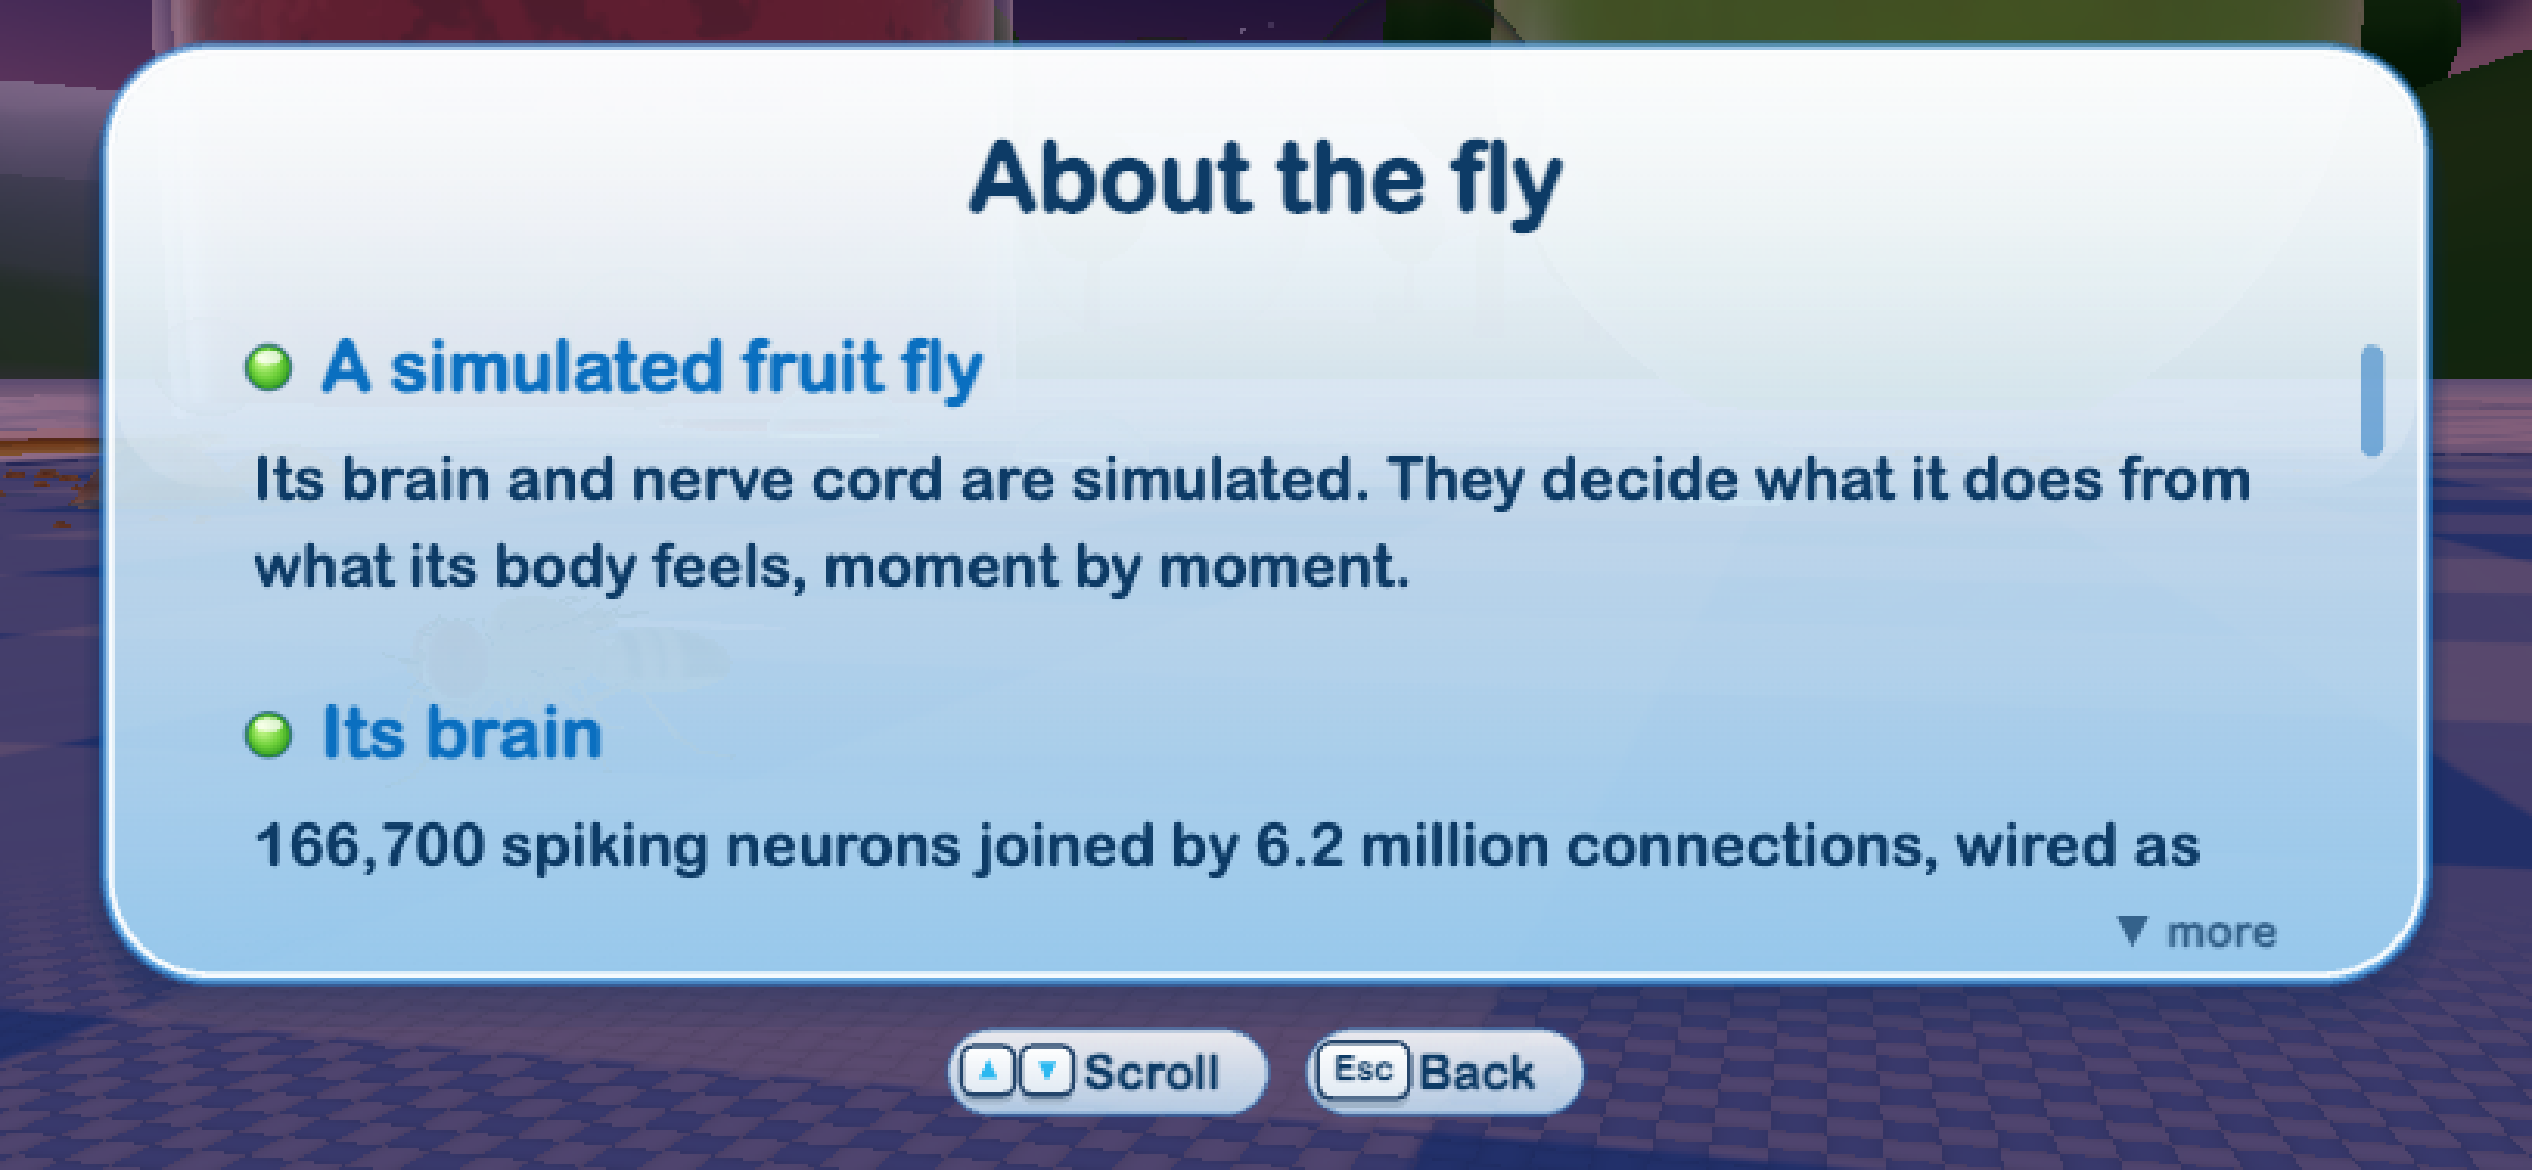 About the fly
A simulated fruit fly
Its brain and nerve cord are simulated. They decide what it does from
what its body feels, moment by moment.
Its brain
166,700 spiking neurons joined by 6.2 million connections, wired as
▼ more
▲ ▼ Scroll
Esc Back